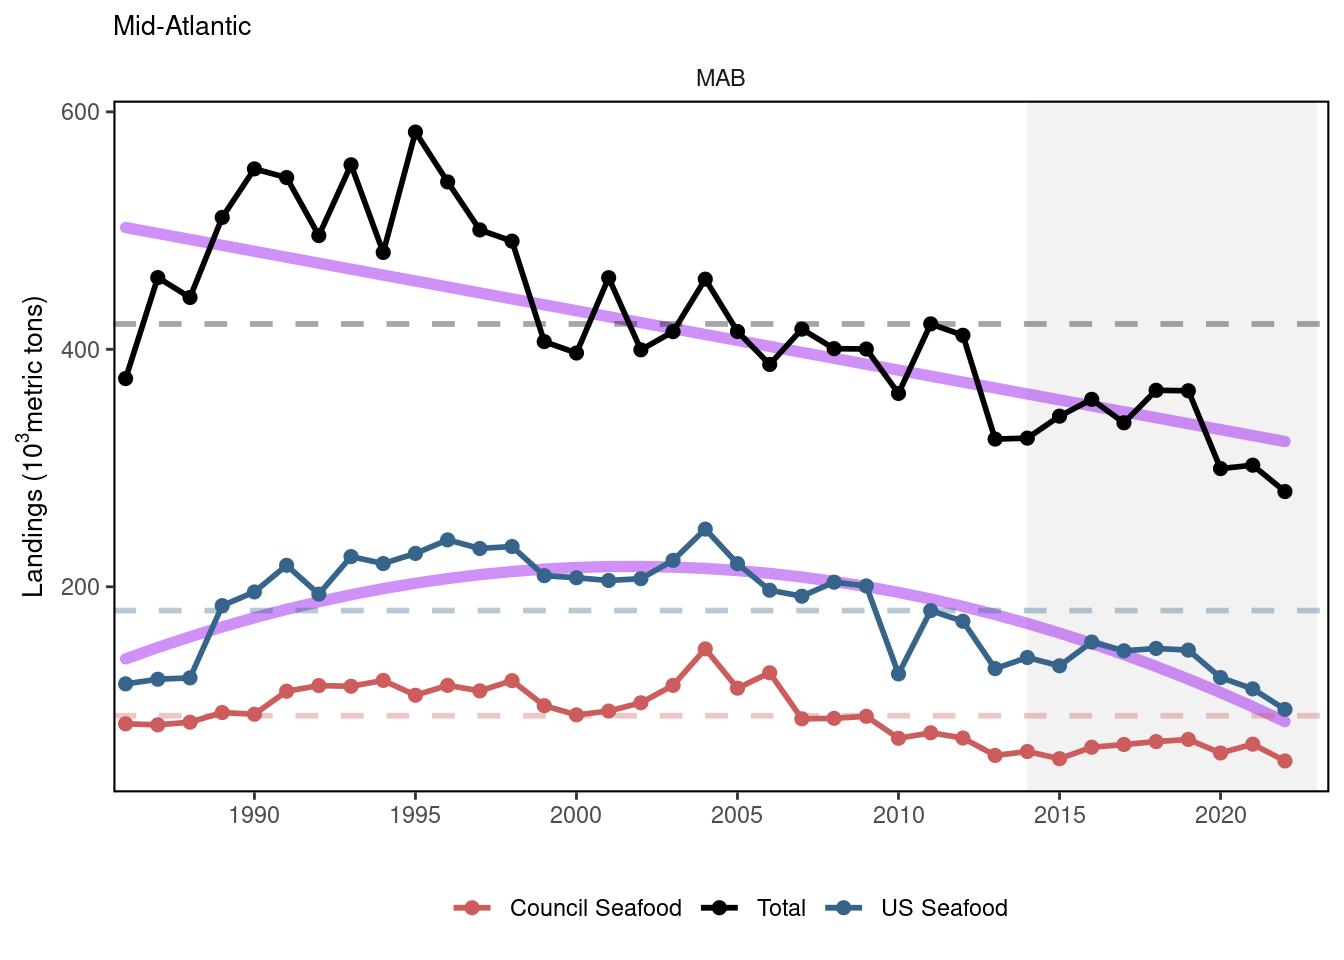 Mid-Atlantic
MAB
Landings (10³metric tons)
600
400
200
1990 1995 2000 2005 2010 2015 2020
Council Seafood Total US Seafood